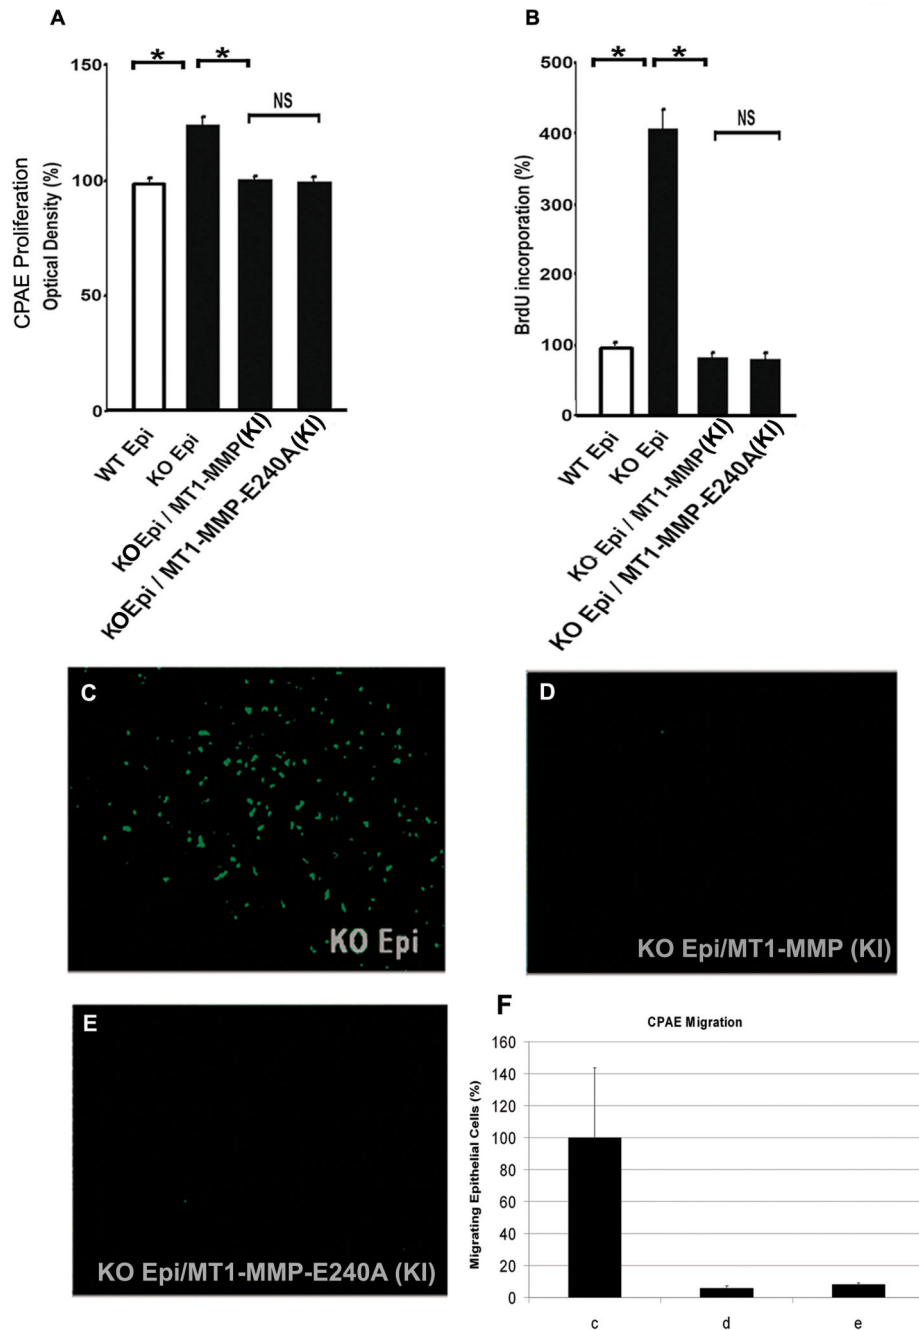 A
CPAE Proliferation
Optical Density (%)
150
100
50
0
*
*
NS
WT Epi
KO Epi
KOEpi / MT1-MMP(KI)
KOEpi / MT1-MMP-E240A(KI)
B
BrdU incorporation (%)
500
400
300
200
100
0
*
*
NS
WT Epi
KO Epi
KO Epi / MT1-MMP(KI)
KO Epi / MT1-MMP-E240A(KI)
C
KO Epi
D
KO Epi/MT1-MMP (KI)
E
KO Epi/MT1-MMP-E240A (KI)
F
CPAE Migration
Migrating Epithelial Cells (%)
160
140
120
100
80
60
40
20
0
c
d
e